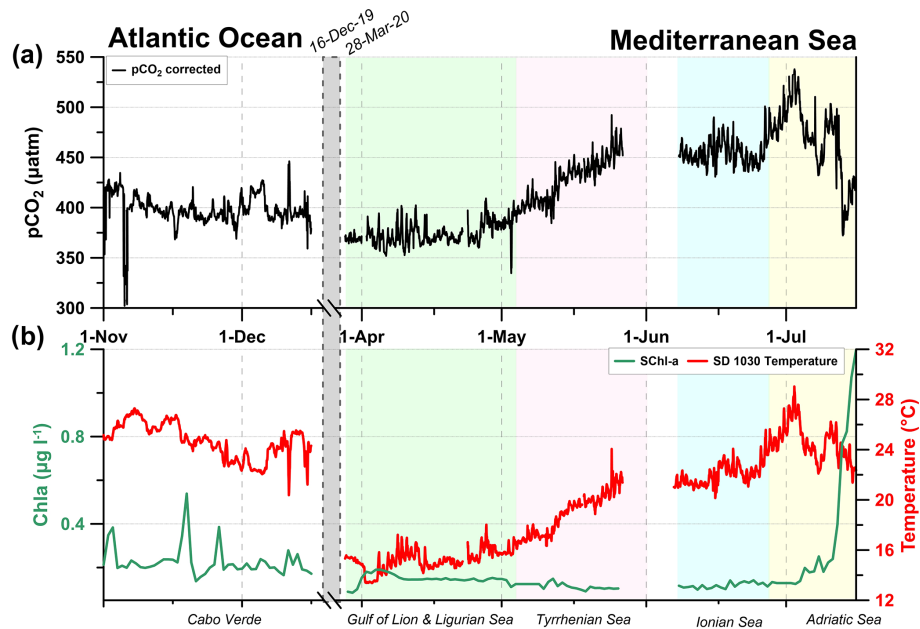 Atlantic Ocean
16-Dec-19
28-Mar-20
Mediterranean Sea
(a)
pCO₂ corrected
550
500
450
400
350
300
pCO₂ (µatm)
1-Nov
1-Dec
1-Apr
1-May
1-Jun
1-Jul
(b)
SChl-a
SD 1030 Temperature
1.2
0.8
0.4
Chla (µg l⁻¹)
32
28
24
20
16
12
Temperature (°C)
Cabo Verde
Gulf of Lion & Ligurian Sea
Tyrrhenian Sea
Ionian Sea
Adriatic Sea